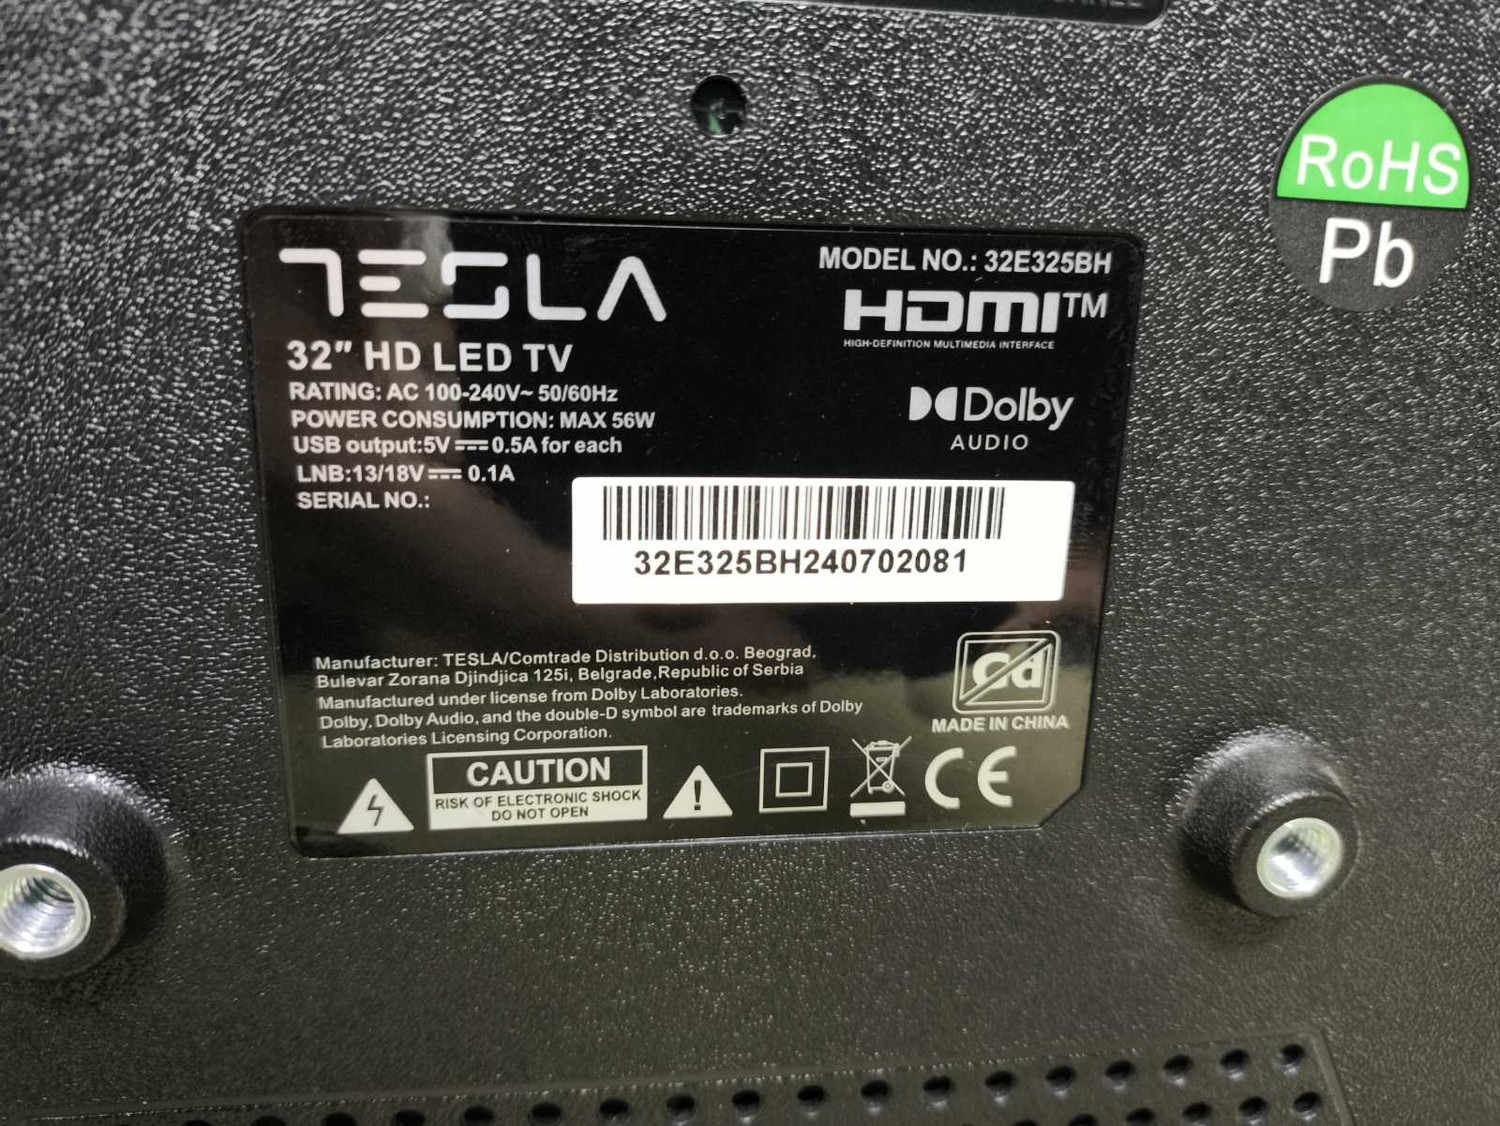 RoHS
Pb
TESLA
MODEL NO.: 32E325BH
HDMI™
HIGH-DEFINITION MULTIMEDIA INTERFACE
32" HD LED TV
RATING: AC 100-240V~ 50/60Hz
POWER CONSUMPTION: MAX 56W
USB output:5V ⎓ 0.5A for each
LNB:13/18V ⎓ 0.1A
SERIAL NO.:
Dolby
AUDIO
32E325BH240702081
Manufacturer: TESLA/Comtrade Distribution d.o.o. Beograd,
Bulevar Zorana Djindjica 125i, Belgrade,Republic of Serbia
Manufactured under license from Dolby Laboratories.
Dolby, Dolby Audio, and the double-D symbol are trademarks of Dolby
Laboratories Licensing Corporation.
Cd
MADE IN CHINA
CAUTION
RISK OF ELECTRONIC SHOCK
DO NOT OPEN
!
CE